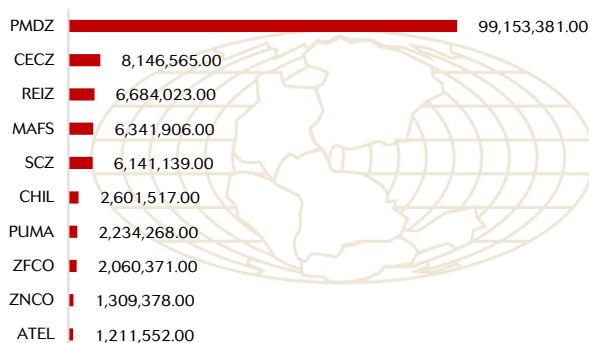 PMDZ 99,153,381.00
CECZ 8,146,565.00
REIZ 6,684,023.00
MAFS 6,341,906.00
SCZ 6,141,139.00
CHIL 2,601,517.00
PUMA 2,234,268.00
ZFCO 2,060,371.00
ZNCO 1,309,378.00
ATEL 1,211,552.00